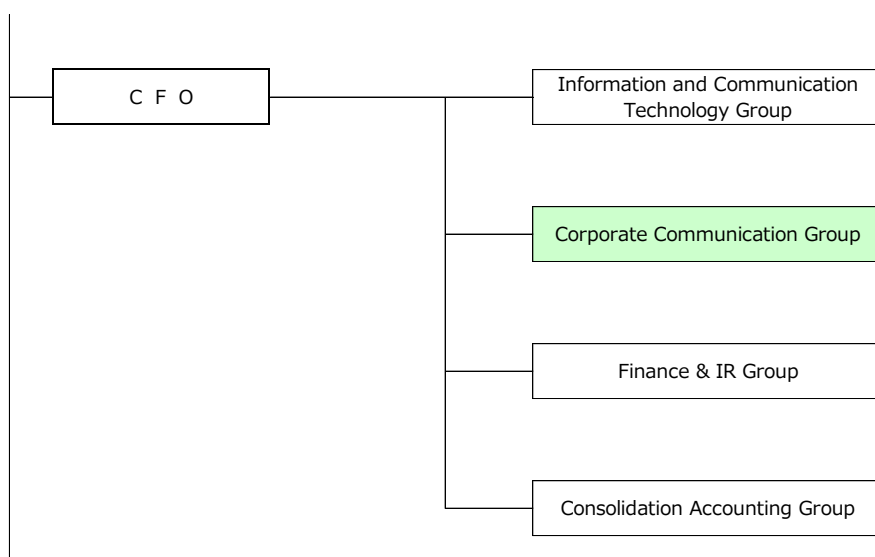 C F O
Information and Communication
Technology Group
Corporate Communication Group
Finance & IR Group
Consolidation Accounting Group